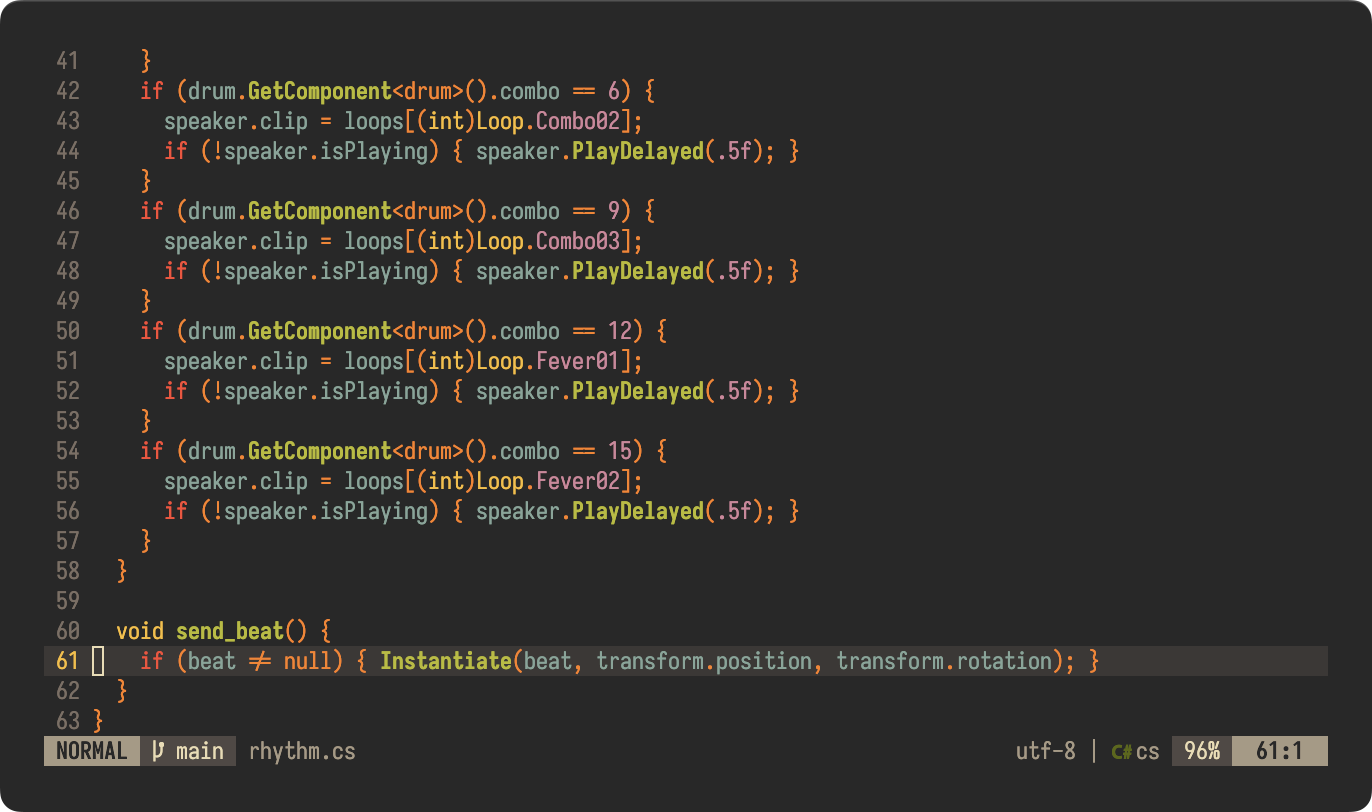 41     }
42     if (drum.GetComponent<drum>().combo == 6) {
43       speaker.clip = loops[(int)Loop.Combo02];
44       if (!speaker.isPlaying) { speaker.PlayDelayed(.5f); }
45     }
46     if (drum.GetComponent<drum>().combo == 9) {
47       speaker.clip = loops[(int)Loop.Combo03];
48       if (!speaker.isPlaying) { speaker.PlayDelayed(.5f); }
49     }
50     if (drum.GetComponent<drum>().combo == 12) {
51       speaker.clip = loops[(int)Loop.Fever01];
52       if (!speaker.isPlaying) { speaker.PlayDelayed(.5f); }
53     }
54     if (drum.GetComponent<drum>().combo == 15) {
55       speaker.clip = loops[(int)Loop.Fever02];
56       if (!speaker.isPlaying) { speaker.PlayDelayed(.5f); }
57     }
58   }
59
60   void send_beat() {
61     if (beat != null) { Instantiate(beat, transform.position, transform.rotation); }
62   }
63 }
NORMAL main rhythm.cs utf-8 | C# cs 96% 61:1